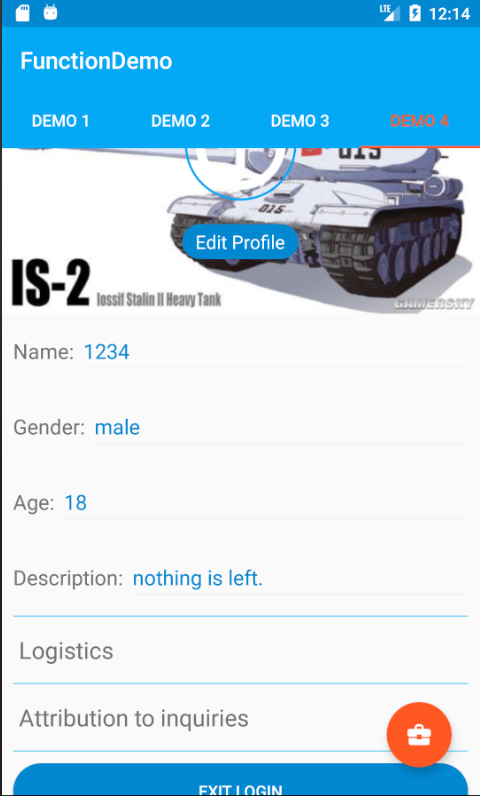 LTE 12:14
FunctionDemo
DEMO 1 DEMO 2 DEMO 3 DEMO 4
015
015
Edit Profile
IS-2 Iossif Stalin II Heavy Tank
GAMERSKY
Name: 1234
Gender: male
Age: 18
Description: nothing is left.
Logistics
Attribution to inquiries
EXIT LOGIN